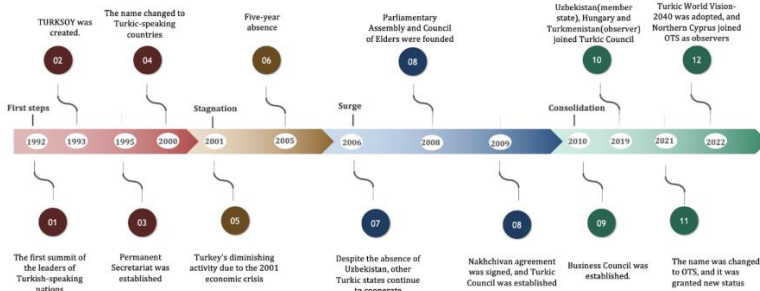 TURKSOY was
created.
The name changed to
Turkic-speaking
countries
Five-year
absence
Parliamentary
Assembly and Council
of Elders were founded
Uzbekistan(member
state), Hungary and
Turkmenistan(observer)
joined Turkic Council
Turkic World Vision-
2040 was adopted, and
Northern Cyprus joined
OTS as observers
02
04
06
08
10
12
First steps
Stagnation
Surge
Consolidation
1992
1993
1995
2000
2001
2005
2006
2008
2009
2010
2019
2021
2022
01
03
05
07
08
09
11
The first summit of
the leaders of
Turkish-speaking
nations
Permanent
Secretariat was
established
Turkey's diminishing
activity due to the 2001
economic crisis
Despite the absence of
Uzbekistan, other
Turkic states continue
to cooperate
Nakhchivan agreement
was signed, and Turkic
Council was established
Business Council was
established.
The name was changed
to OTS, and it was
granted new status